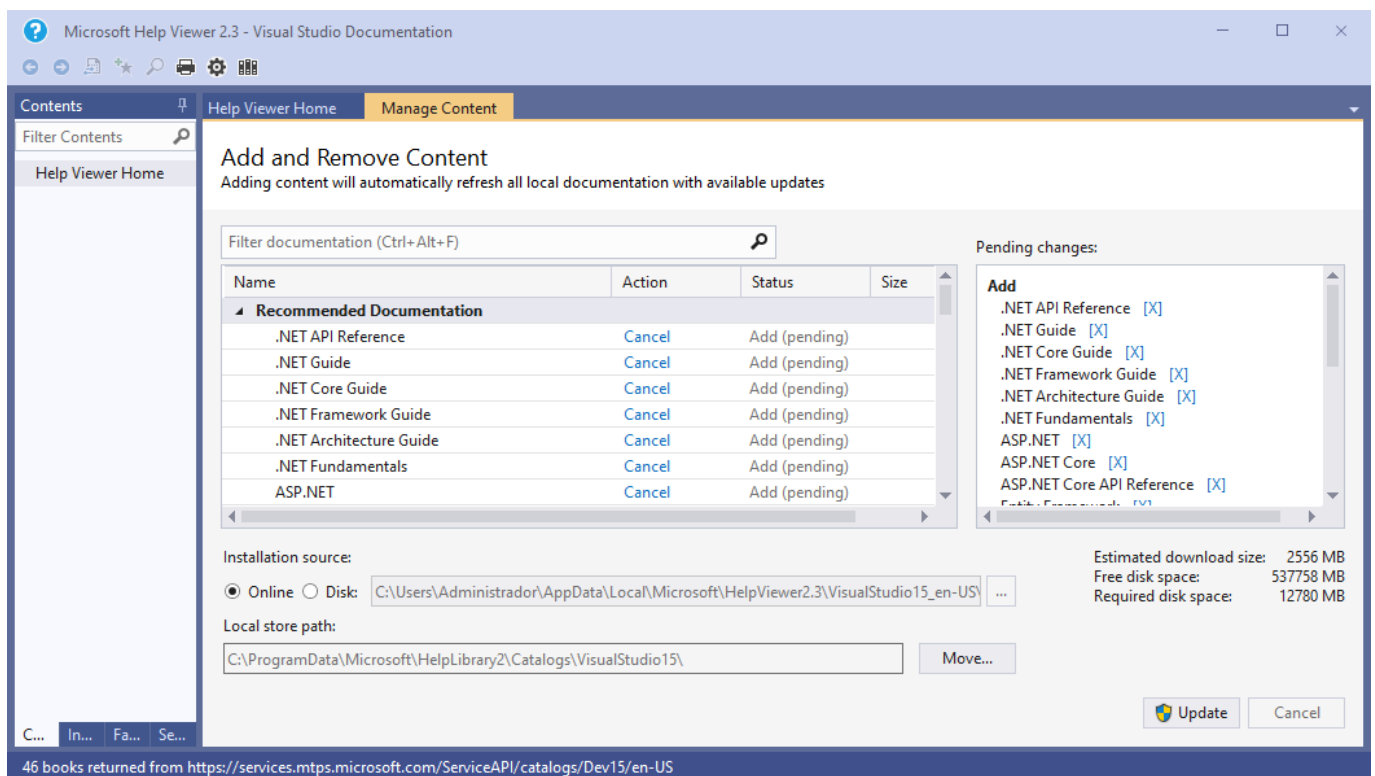 Microsoft Help Viewer 2.3 - Visual Studio Documentation
Contents
Help Viewer Home
Manage Content
Filter Contents
Help Viewer Home
Add and Remove Content
Adding content will automatically refresh all local documentation with available updates
Filter documentation (Ctrl+Alt+F)
Name Action Status Size
Recommended Documentation
.NET API Reference Cancel Add (pending)
.NET Guide Cancel Add (pending)
.NET Core Guide Cancel Add (pending)
.NET Framework Guide Cancel Add (pending)
.NET Architecture Guide Cancel Add (pending)
.NET Fundamentals Cancel Add (pending)
ASP.NET Cancel Add (pending)
Pending changes:
Add
.NET API Reference [X]
.NET Guide [X]
.NET Core Guide [X]
.NET Framework Guide [X]
.NET Architecture Guide [X]
.NET Fundamentals [X]
ASP.NET [X]
ASP.NET Core [X]
ASP.NET Core API Reference [X]
Entity Framework [X]
Installation source:
Online Disk: C:\Users\Administrador\AppData\Local\Microsoft\HelpViewer2.3\VisualStudio15_en-US\ ...
Local store path:
C:\ProgramData\Microsoft\HelpLibrary2\Catalogs\VisualStudio15\ Move...
Estimated download size: 2556 MB
Free disk space: 537758 MB
Required disk space: 12780 MB
Update Cancel
C... In... Fa... Se...
46 books returned from https://services.mtps.microsoft.com/ServiceAPI/catalogs/Dev15/en-US